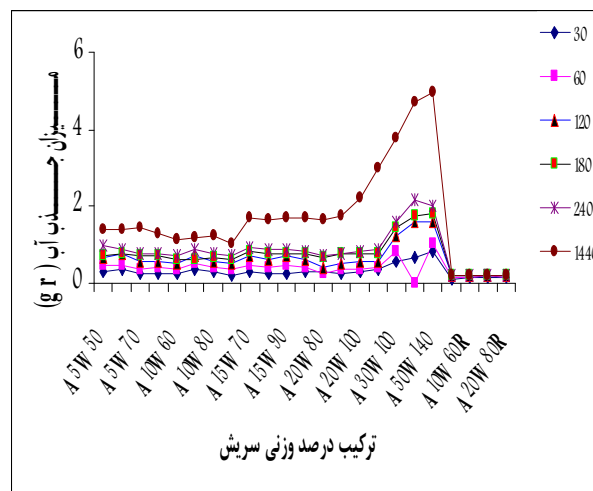 6
4
2
0
میزان جذب آب (gr)
30
60
120
180
240
1440
A 5W 50
A 5W 70
A 10W 60
A 10W 80
A 15W 70
A 15W 90
A 20W 80
A 20W 100
A 30W 100
A 50W 140
A 10W 60R
A 20W 80R
ترکیب درصد وزنی سریش